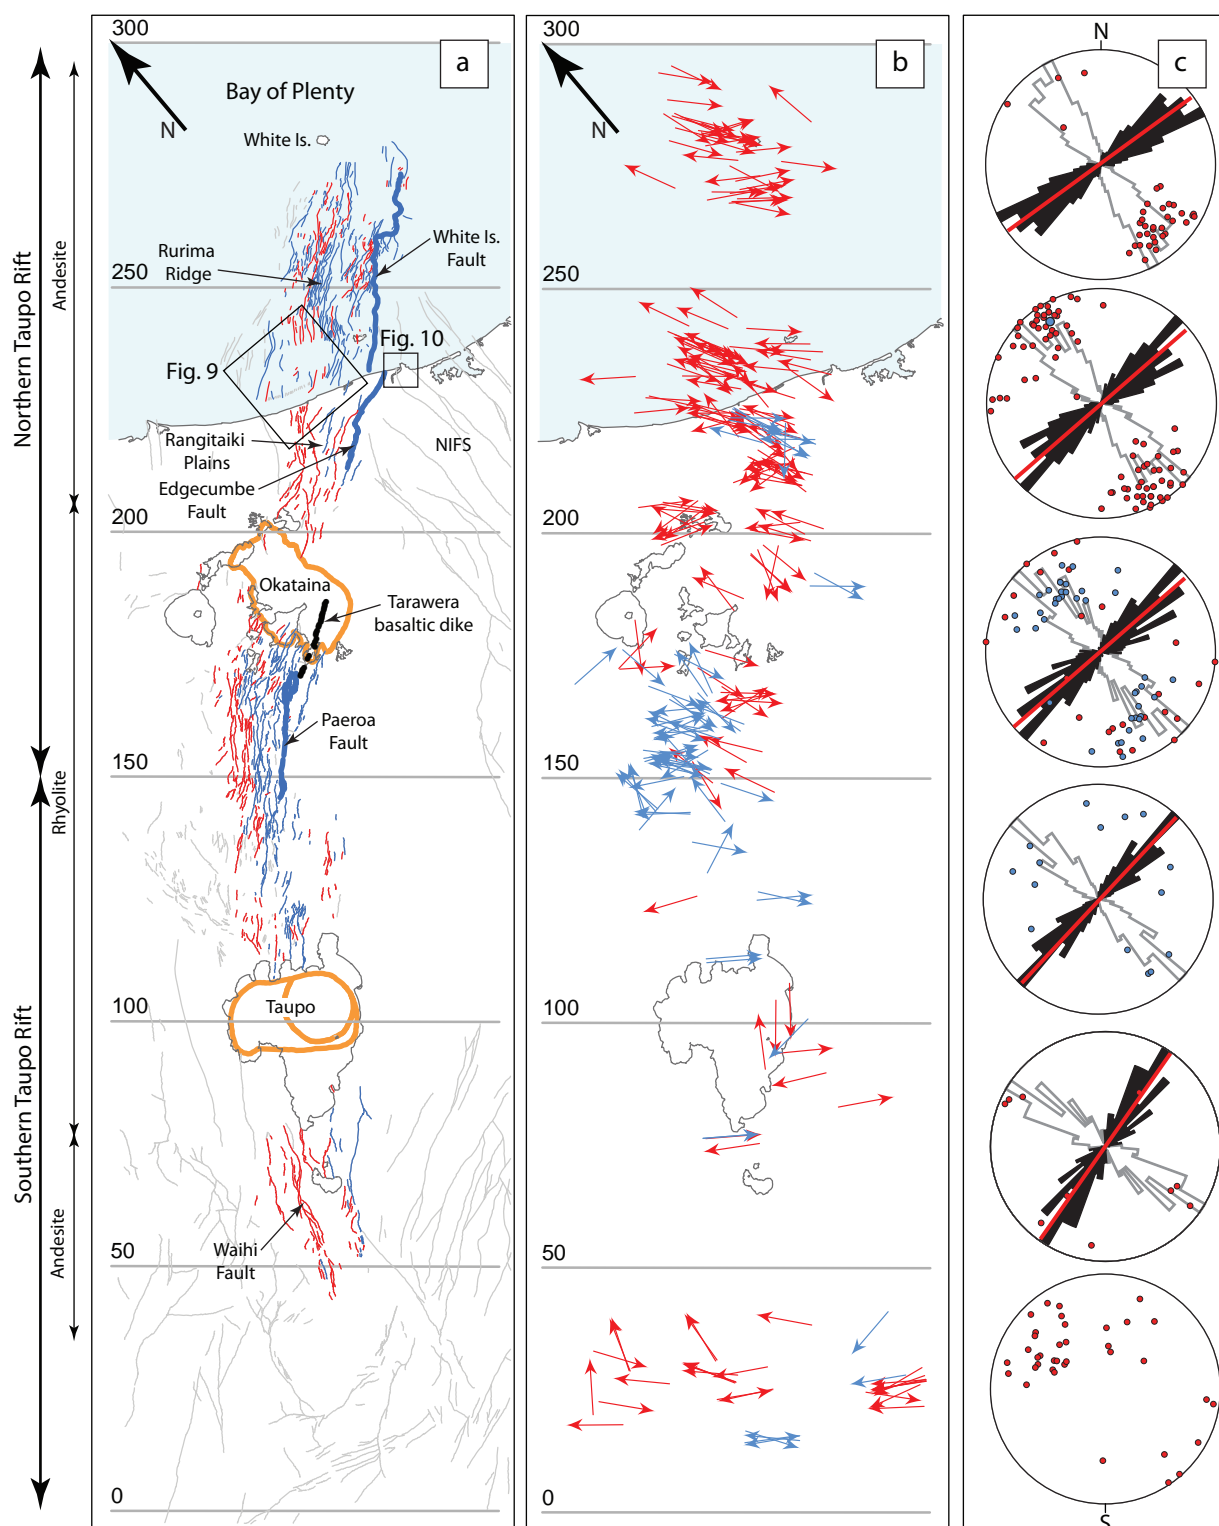 Northern Taupo Rift
Southern Taupo Rift
Andesite
Rhyolite
Andesite
a
300
Bay of Plenty
N
White Is.
Rurima
Ridge
White Is.
Fault
250
Fig. 9
Fig. 10
Rangitaiki
Plains
NIFS
Edgecumbe
Fault
200
Okataina
Tarawera
basaltic dike
Paeroa
Fault
150
100
Taupo
Waihi
Fault
50
0
b
300
N
250
200
150
100
50
0
c
N
S